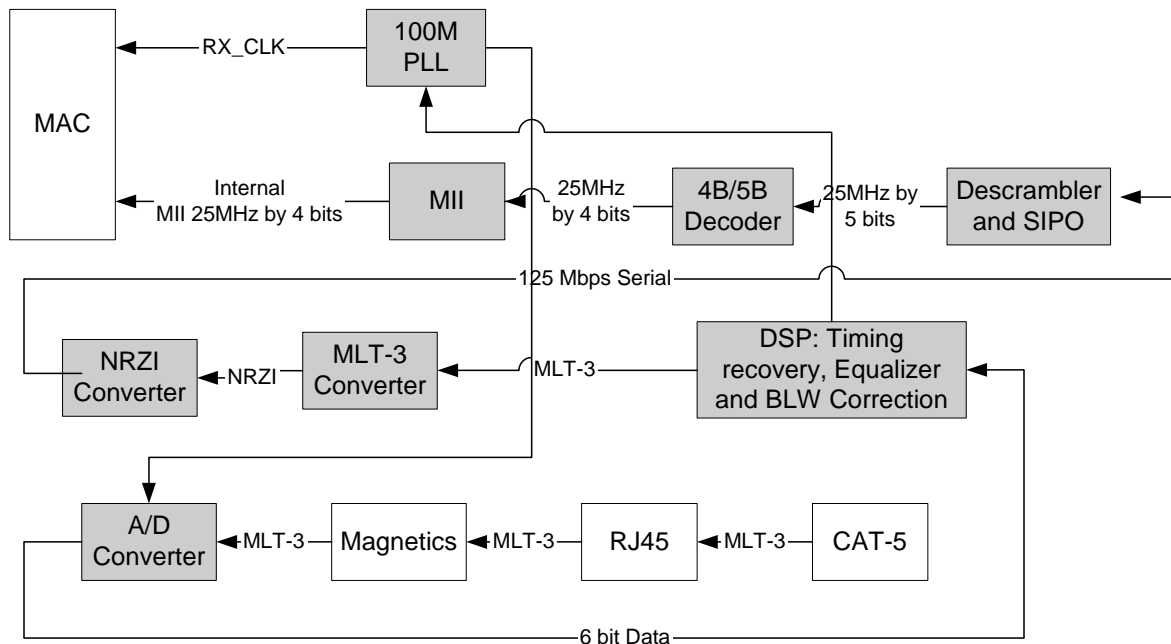 100M
PLL
RX_CLK
MAC
Internal
MII 25MHz by 4 bits
MII
25MHz
by 4 bits
4B/5B
Decoder
25MHz by
5 bits
Descrambler
and SIPO
125 Mbps Serial
NRZI
Converter
NRZI
MLT-3
Converter
MLT-3
DSP: Timing
recovery, Equalizer
and BLW Correction
A/D
Converter
MLT-3
Magnetics
MLT-3
RJ45
MLT-3
CAT-5
6 bit Data